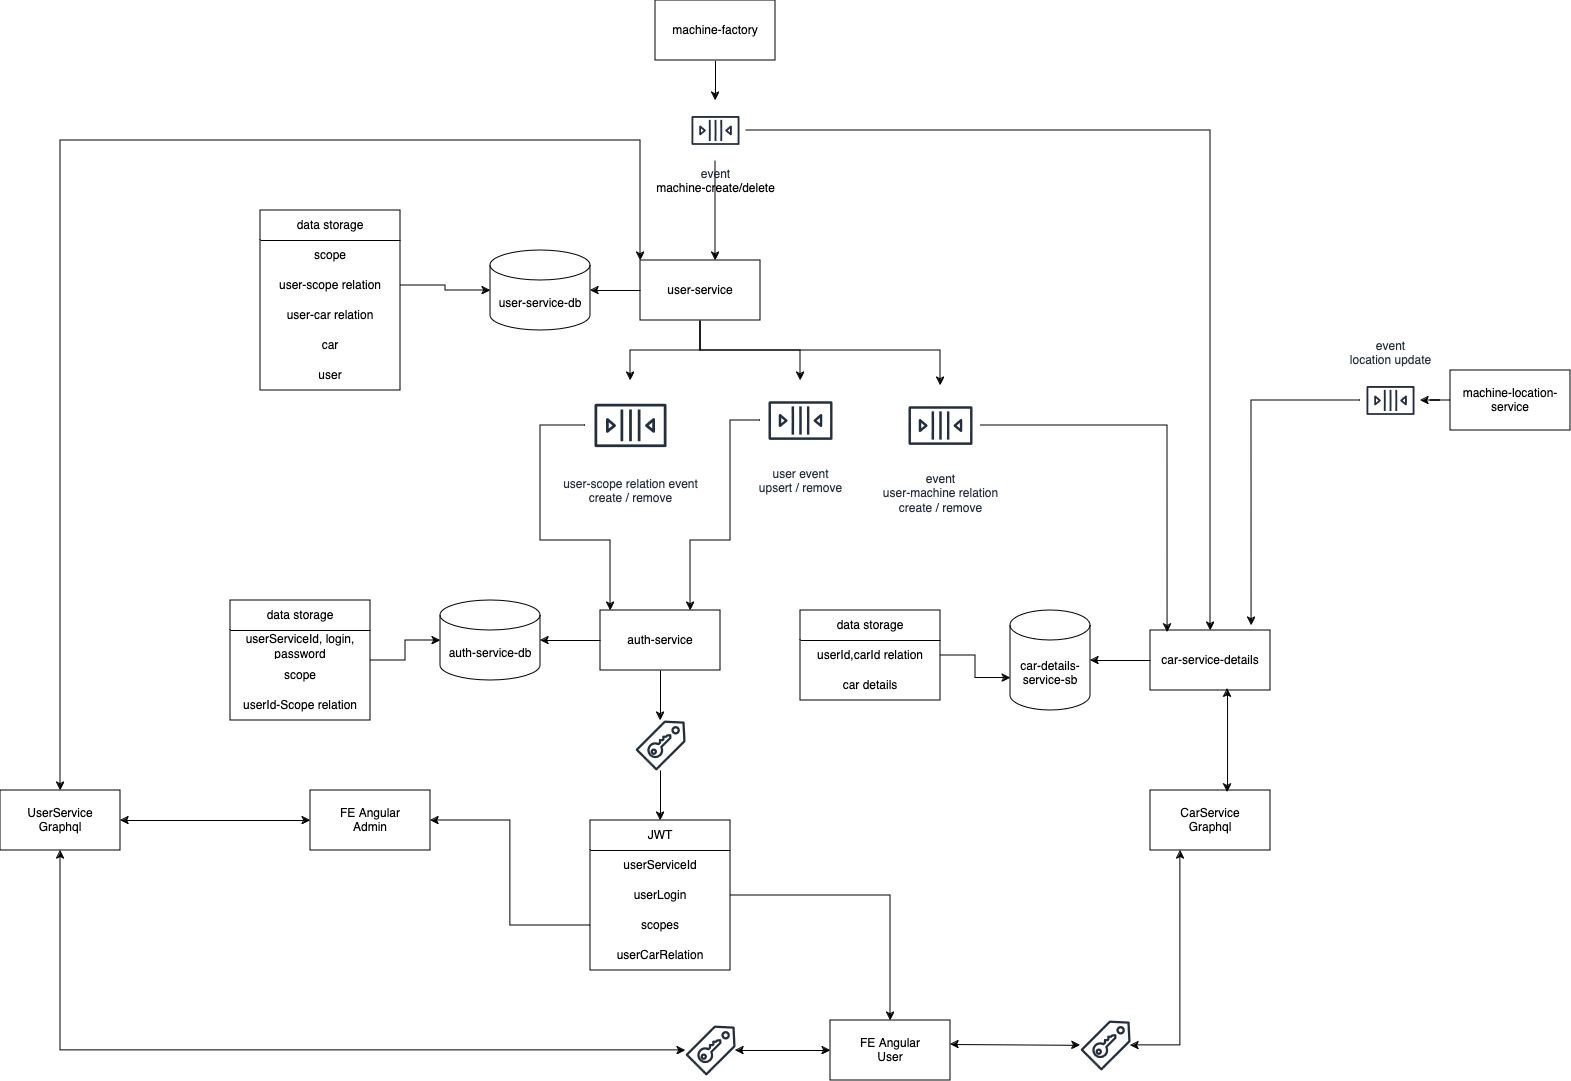 machine-factory
event
machine-create/delete
data storage
scope
user-scope relation
user-car relation
car
user
user-service-db
user-service
event
location update
machine-location-
service
user-scope relation event
create / remove
user event
upsert / remove
event
user-machine relation
create / remove
data storage
userServiceId, login,
password
scope
userId-Scope relation
auth-service-db
auth-service
data storage
userId,carId relation
car details
car-details-
service-sb
car-service-details
UserService
Graphql
FE Angular
Admin
JWT
userServiceId
userLogin
scopes
userCarRelation
CarService
Graphql
FE Angular
User